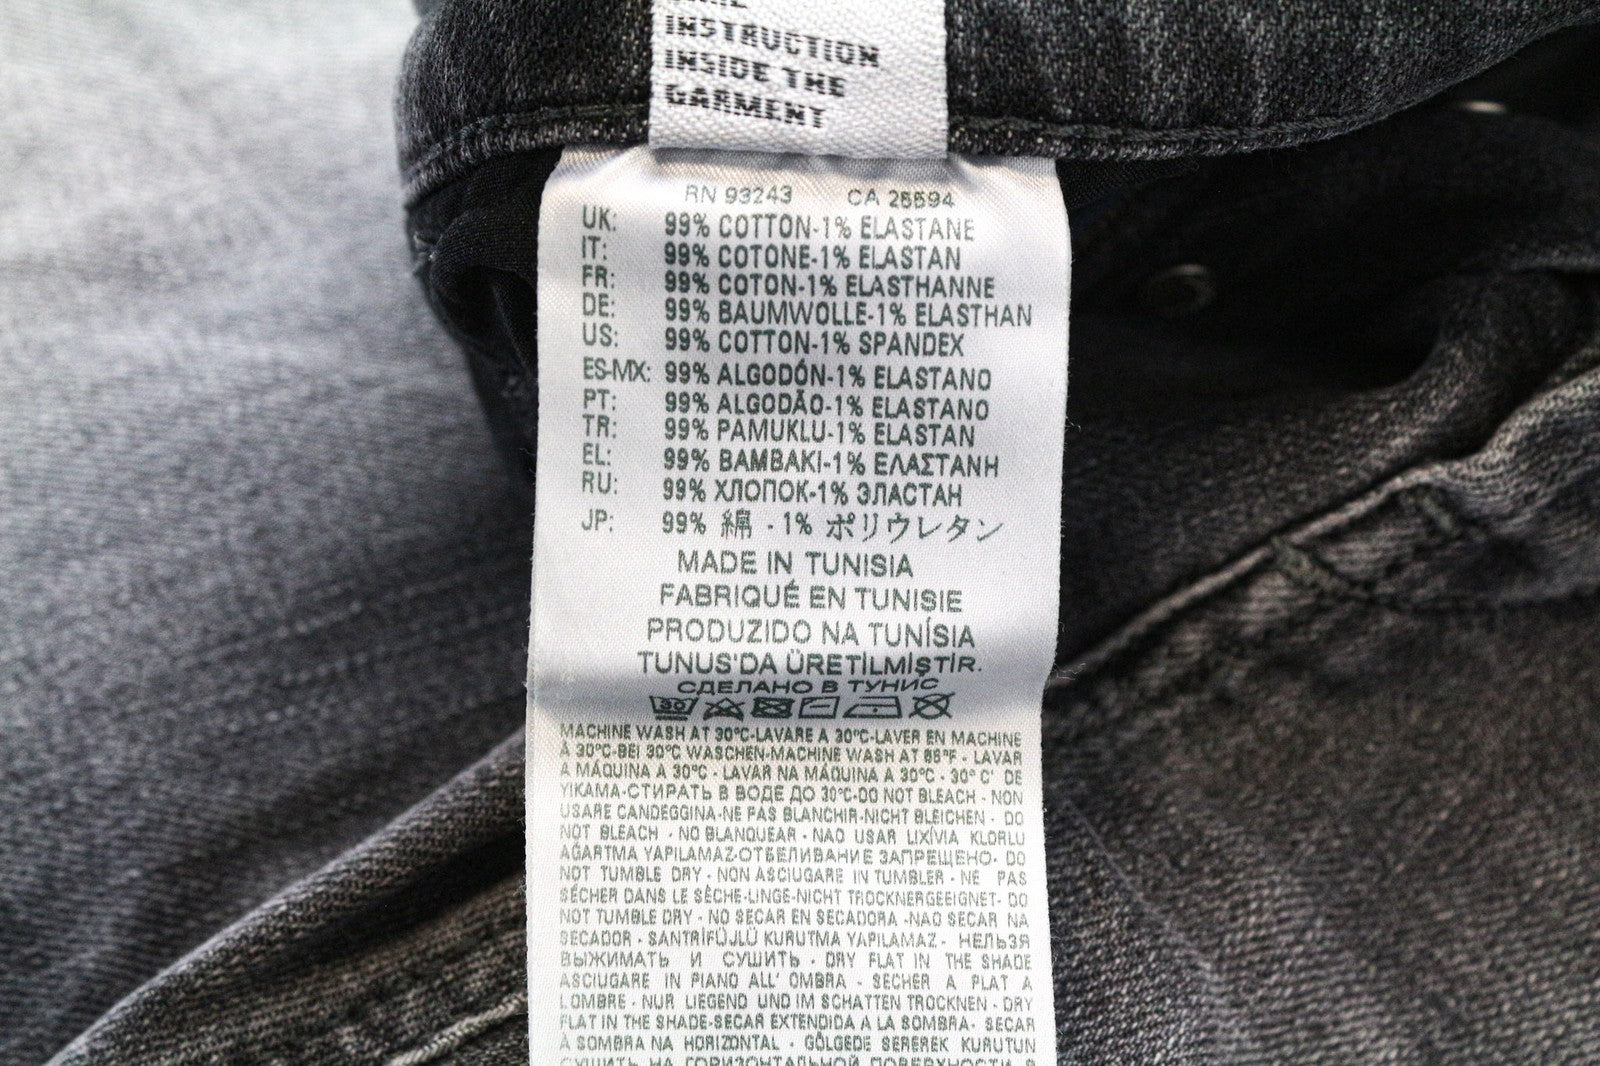 INSTRUCTION
INSIDE THE
GARMENT
RN 93243 CA 25594
UK: 99% COTTON-1% ELASTANE
IT: 99% COTONE-1% ELASTAN
FR: 99% COTON-1% ELASTHANNE
DE: 99% BAUMWOLLE-1% ELASTHAN
US: 99% COTTON-1% SPANDEX
ES-MX: 99% ALGODÓN-1% ELASTANO
PT: 99% ALGODÃO-1% ELASTANO
TR: 99% PAMUKLU-1% ELASTAN
EL: 99% ΒΑΜΒΑΚΙ-1% ΕΛΑΣΤΑΝΗ
RU: 99% ХЛОПОК-1% ЭЛАСТАН
JP: 99% 綿 - 1% ポリウレタン
MADE IN TUNISIA
FABRIQUÉ EN TUNISIE
PRODUZIDO NA TUNÍSIA
TUNUS'DA ÜRETİLMİŞTİR.
СДЕЛАНО В ТУНИС
30
MACHINE WASH AT 30°C-LAVARE A 30°C-LAVER EN MACHINE
À 30°C-BEI 30°C WASCHEN-MACHINE WASH AT 86°F - LAVAR
A MÁQUINA A 30°C - LAVAR NA MÁQUINA A 30°C - 30° C' DE
YIKAMA-СТИРАТЬ В ВОДЕ ДО 30°C-DO NOT BLEACH - NON
USARE CANDEGGINA-NE PAS BLANCHIR-NICHT BLEICHEN - DO
NOT BLEACH - NO BLANQUEAR - NAO USAR LIXÍVIA KLORLU
AĞARTMA YAPILAMAZ-ОТБЕЛИВАНИЕ ЗАПРЕЩЕНО- DO
NOT TUMBLE DRY - NON ASCIUGARE IN TUMBLER - NE PAS
SÉCHER DANS LE SÈCHE-LINGE-NICHT TROCKNERGEEIGNET- DO
NOT TUMBLE DRY - NO SECAR EN SECADORA -NAO SECAR NA
SECADOR - SANTRİFÜJLÜ KURUTMA YAPILAMAZ - НЕЛЬЗЯ
ВЫЖИМАТЬ И СУШИТЬ - DRY FLAT IN THE SHADE
ASCIUGARE IN PIANO ALL' OMBRA - SECHER A PLAT A
L'OMBRE - NUR LIEGEND UND IM SCHATTEN TROCKNEN - DRY
FLAT IN THE SHADE-SECAR EXTENDIDA A LA SOMBRA- SECAR
À SOMBRA NA HORIZONTAL - GÖLGEDE SEREREK KURUTUN
СУШИТЬ НА ГОРИЗОНТАЛЬНОЙ ПОВЕРХНОСТИ В